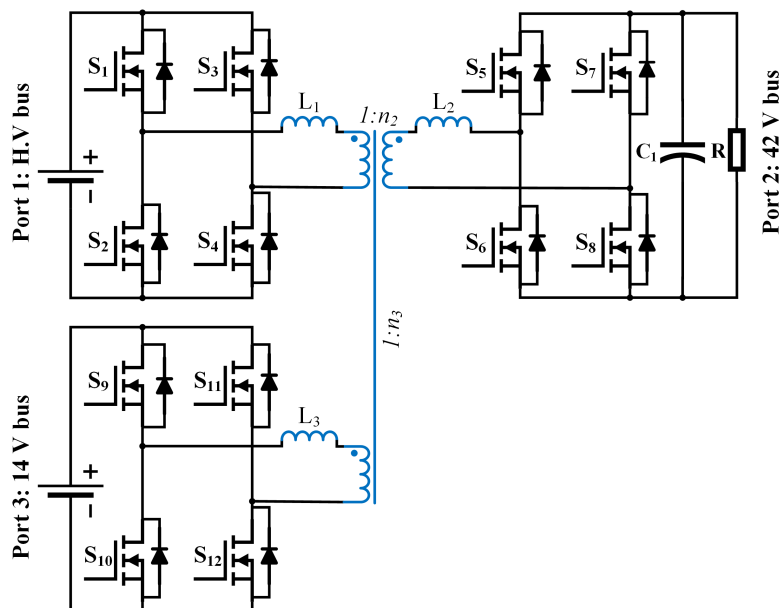 Port 1: H.V bus
S₁
S₃
S₂
S₄
L₁
1:n₂
L₂
S₅
S₇
S₆
S₈
C₁
R
Port 2: 42 V bus
+
–
1:n₃
Port 3: 14 V bus
S₉
S₁₁
L₃
S₁₀
S₁₂
+
–